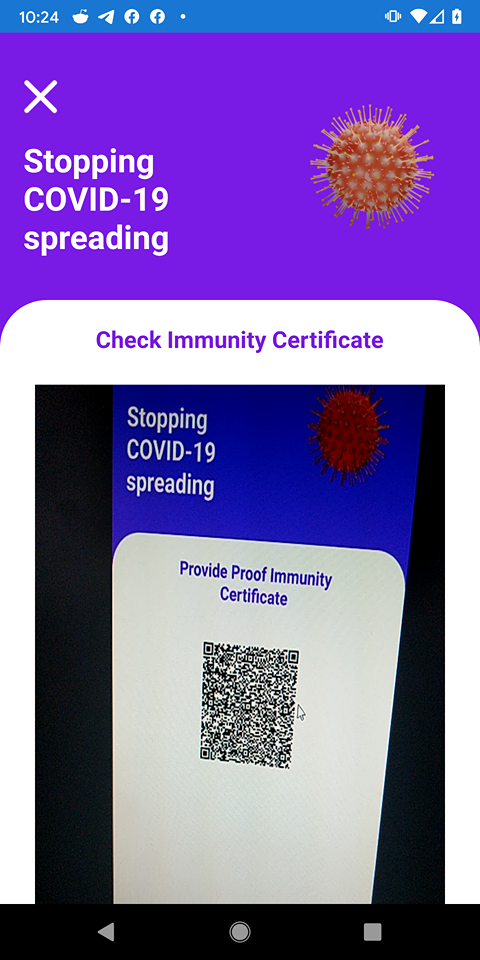 10:24
Stopping
COVID-19
spreading
Check Immunity Certificate
Stopping
COVID-19
spreading
Provide Proof Immunity
Certificate